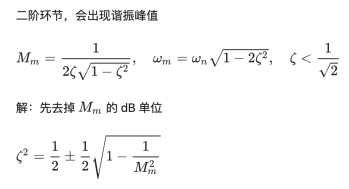 二阶环节，会出现谐振峰值
$M_m = \frac{1}{2\zeta\sqrt{1-\zeta^2}}, \quad \omega_m = \omega_n\sqrt{1-2\zeta^2}, \quad \zeta < \frac{1}{\sqrt{2}}$
解：先去掉 $M_m$ 的 dB 单位
$\zeta^2 = \frac{1}{2} \pm \frac{1}{2}\sqrt{1-\frac{1}{M_m^2}}$